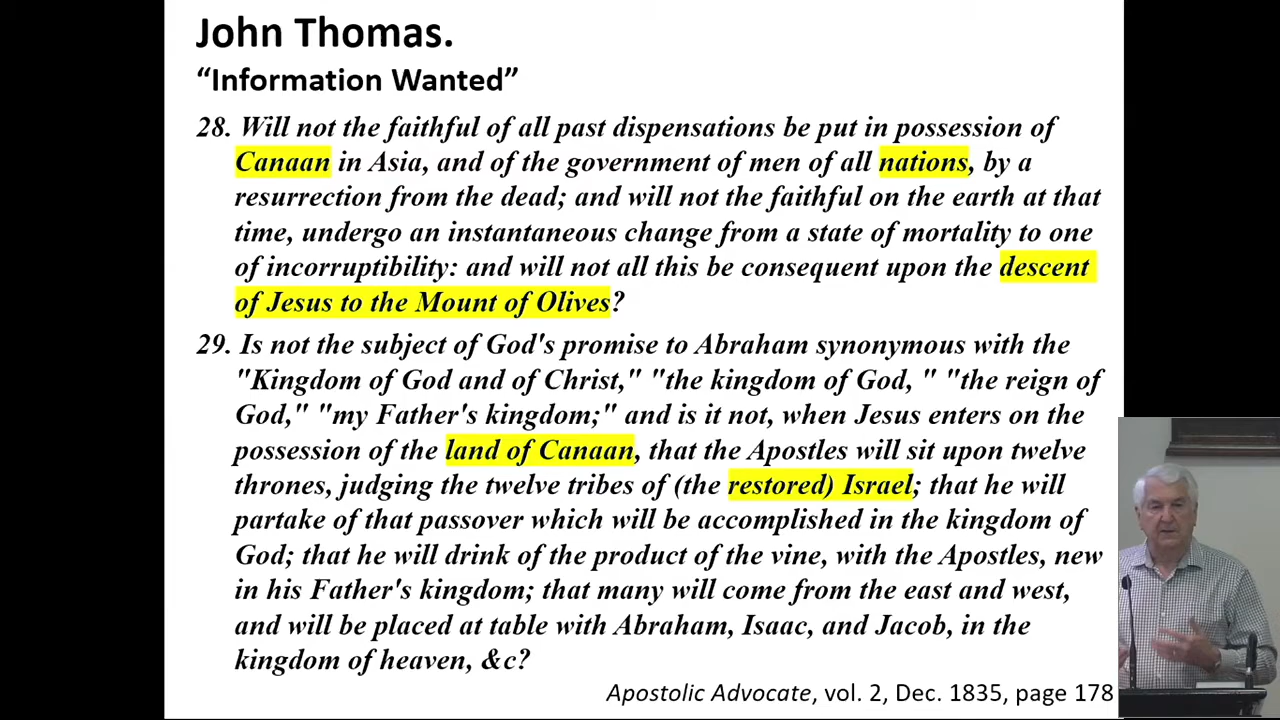 John Thomas.
“Information Wanted”
28. Will not the faithful of all past dispensations be put in possession of
Canaan in Asia, and of the government of men of all nations, by a
resurrection from the dead; and will not the faithful on the earth at that
time, undergo an instantaneous change from a state of mortality to one
of incorruptibility: and will not all this be consequent upon the descent
of Jesus to the Mount of Olives?
29. Is not the subject of God's promise to Abraham synonymous with the
"Kingdom of God and of Christ," "the kingdom of God, " "the reign of
God," "my Father's kingdom;" and is it not, when Jesus enters on the
possession of the land of Canaan, that the Apostles will sit upon twelve
thrones, judging the twelve tribes of (the restored) Israel; that he will
partake of that passover which will be accomplished in the kingdom of
God; that he will drink of the product of the vine, with the Apostles, new
in his Father's kingdom; that many will come from the east and west,
and will be placed at table with Abraham, Isaac, and Jacob, in the
kingdom of heaven, &c?
Apostolic Advocate, vol. 2, Dec. 1835, page 178